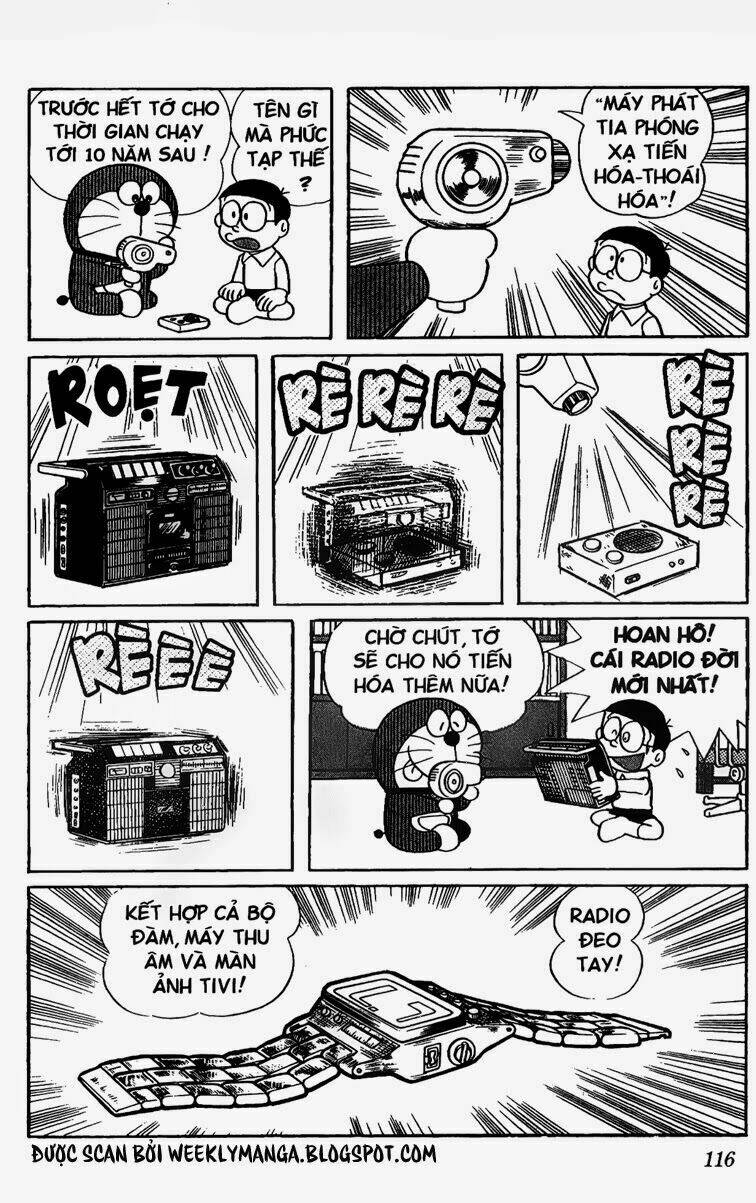 "MÁY PHÁT
TIA PHÓNG
XẠ TIẾN
HÓA-THOÁI
HÓA"!
TÊN GÌ
MÀ PHỨC
TẠP THẾ
?
TRƯỚC HẾT TỚ CHO
THỜI GIAN CHẠY
TỚI 10 NĂM SAU!
RÈ
RÈ
RÈ
RÈ RÈ RÈ
ROẸT
HOAN HÔ!
CÁI RADIO ĐỜI
MỚI NHẤT!
CHỜ CHÚT, TỚ
SẼ CHO NÓ TIẾN
HÓA THÊM NỮA!
RÈÈÈ
RADIO
ĐEO
TAY!
KẾT HỢP CẢ BỘ
ĐÀM, MÁY THU
ÂM VÀ MÀN
ẢNH TIVI!
ĐƯỢC SCAN BỞI WEEKLYMANGA.BLOGSPOT.COM
116